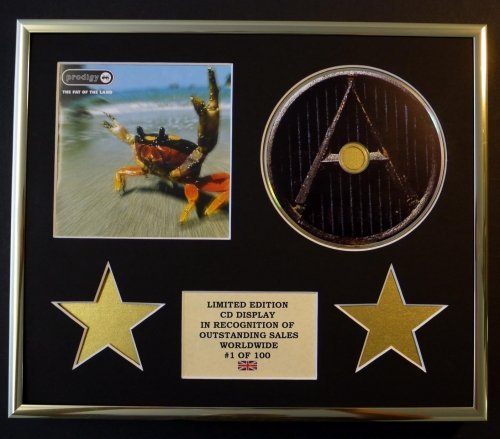 prodigy
THE FAT OF THE LAND
A
LIMITED EDITION
CD DISPLAY
IN RECOGNITION OF
OUTSTANDING SALES
WORLDWIDE
#1 OF 100